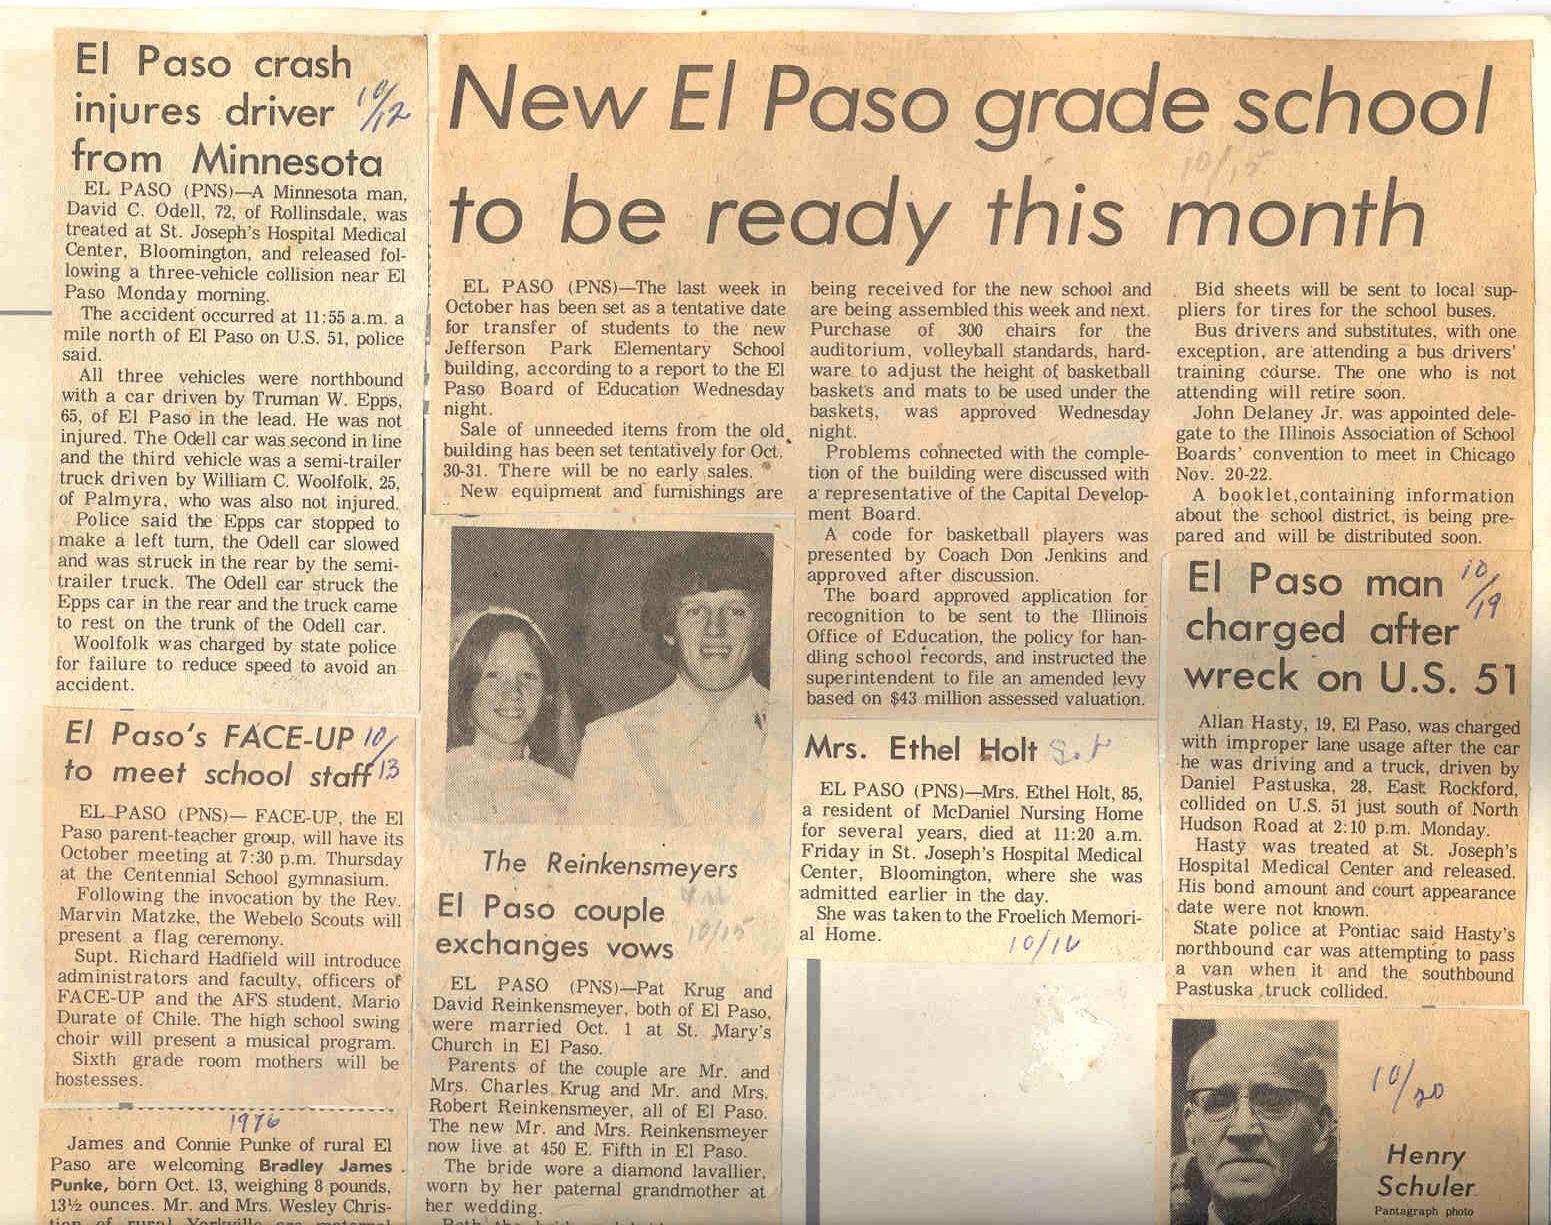 El Paso crash
injures driver
from Minnesota
10/12
EL PASO (PNS)—A Minnesota man,
David C. Odell, 72, of Rollinsdale, was
treated at St. Joseph's Hospital Medical
Center, Bloomington, and released fol-
lowing a three-vehicle collision near El
Paso Monday morning.
The accident occurred at 11:55 a.m. a
mile north of El Paso on U.S. 51, police
said.
All three vehicles were northbound
with a car driven by Truman W. Epps,
65, of El Paso in the lead. He was not
injured. The Odell car was second in line
and the third vehicle was a semi-trailer
truck driven by William C. Woolfolk, 25,
of Palmyra, who was also not injured.
Police said the Epps car stopped to
make a left turn, the Odell car slowed
and was struck in the rear by the semi-
trailer truck. The Odell car struck the
Epps car in the rear and the truck came
to rest on the trunk of the Odell car.
Woolfolk was charged by state police
for failure to reduce speed to avoid an
accident.
El Paso's FACE-UP
to meet school staff
10/13
EL PASO (PNS)— FACE-UP, the El
Paso parent-teacher group, will have its
October meeting at 7:30 p.m. Thursday
at the Centennial School gymnasium.
Following the invocation by the Rev.
Marvin Matzke, the Webelo Scouts will
present a flag ceremony.
Supt. Richard Hadfield will introduce
administrators and faculty, officers of
FACE-UP and the AFS student, Mario
Durate of Chile. The high school swing
choir will present a musical program.
Sixth grade room mothers will be
hostesses.
1976
James and Connie Punke of rural El
Paso are welcoming Bradley James
Punke, born Oct. 13, weighing 8 pounds,
13½ ounces. Mr. and Mrs. Wesley Chris-
tian of rural Yorkville are maternal
New El Paso grade school
to be ready this month
10/15
EL PASO (PNS)—The last week in
October has been set as a tentative date
for transfer of students to the new
Jefferson Park Elementary School
building, according to a report to the El
Paso Board of Education Wednesday
night.
Sale of unneeded items from the old
building has been set tentatively for Oct.
30-31. There will be no early sales.
New equipment and furnishings are
being received for the new school and
are being assembled this week and next.
Purchase of 300 chairs for the
auditorium, volleyball standards, hard-
ware to adjust the height of basketball
baskets and mats to be used under the
baskets, was approved Wednesday
night.
Problems connected with the comple-
tion of the building were discussed with
a representative of the Capital Develop-
ment Board.
A code for basketball players was
presented by Coach Don Jenkins and
approved after discussion.
The board approved application for
recognition to be sent to the Illinois
Office of Education, the policy for han-
dling school records, and instructed the
superintendent to file an amended levy
based on $43 million assessed valuation.
Bid sheets will be sent to local sup-
pliers for tires for the school buses.
Bus drivers and substitutes, with one
exception, are attending a bus drivers'
training course. The one who is not
attending will retire soon.
John Delaney Jr. was appointed dele-
gate to the Illinois Association of School
Boards' convention to meet in Chicago
Nov. 20-22.
A booklet, containing information
about the school district, is being pre-
pared and will be distributed soon.
The Reinkensmeyers
El Paso couple
exchanges vows
10/15
EL PASO (PNS)—Pat Krug and
David Reinkensmeyer, both of El Paso,
were married Oct. 1 at St. Mary's
Church in El Paso.
Parents of the couple are Mr. and
Mrs. Charles Krug and Mr. and Mrs.
Robert Reinkensmeyer, all of El Paso.
The new Mr. and Mrs. Reinkensmeyer
now live at 450 E. Fifth in El Paso.
The bride wore a diamond lavallier,
worn by her paternal grandmother at
her wedding.
Mrs. Ethel Holt
EL PASO (PNS)—Mrs. Ethel Holt, 85,
a resident of McDaniel Nursing Home
for several years, died at 11:20 a.m.
Friday in St. Joseph's Hospital Medical
Center, Bloomington, where she was
admitted earlier in the day.
She was taken to the Froelich Memori-
al Home.
10/16
El Paso man
charged after
wreck on U.S. 51
10/19
Allan Hasty, 19, El Paso, was charged
with improper lane usage after the car
he was driving and a truck, driven by
Daniel Pastuska, 28, East Rockford,
collided on U.S. 51 just south of North
Hudson Road at 2:10 p.m. Monday.
Hasty was treated at St. Joseph's
Hospital Medical Center and released.
His bond amount and court appearance
date were not known.
State police at Pontiac said Hasty's
northbound car was attempting to pass
a van when it and the southbound
Pastuska truck collided.
10/20
Henry
Schuler
Pantagraph photo